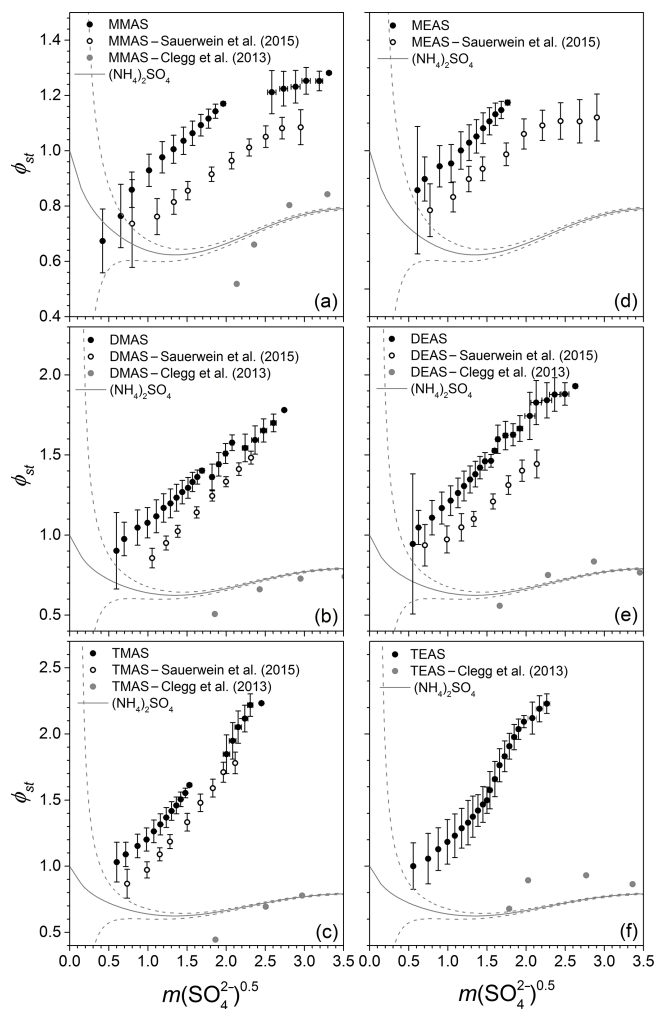 MMAS
MMAS – Sauerwein et al. (2015)
MMAS – Clegg et al. (2013)
(NH₄)₂SO₄
1.4
1.2
1.0
0.8
0.6
0.4
ϕst
(a)
MEAS
MEAS – Sauerwein et al. (2015)
(NH₄)₂SO₄
(d)
DMAS
DMAS – Sauerwein et al. (2015)
DMAS – Clegg et al. (2013)
(NH₄)₂SO₄
2.0
1.5
1.0
0.5
ϕst
(b)
DEAS
DEAS – Sauerwein et al. (2015)
DEAS – Clegg et al. (2013)
(NH₄)₂SO₄
(e)
TMAS
TMAS – Sauerwein et al. (2015)
TMAS – Clegg et al. (2013)
(NH₄)₂SO₄
2.5
2.0
1.5
1.0
0.5
ϕst
(c)
TEAS
TEAS – Clegg et al. (2013)
(NH₄)₂SO₄
(f)
0.0 0.5 1.0 1.5 2.0 2.5 3.0 3.5
0.0 0.5 1.0 1.5 2.0 2.5 3.0 3.5
m(SO₄²⁻)⁰·⁵
m(SO₄²⁻)⁰·⁵